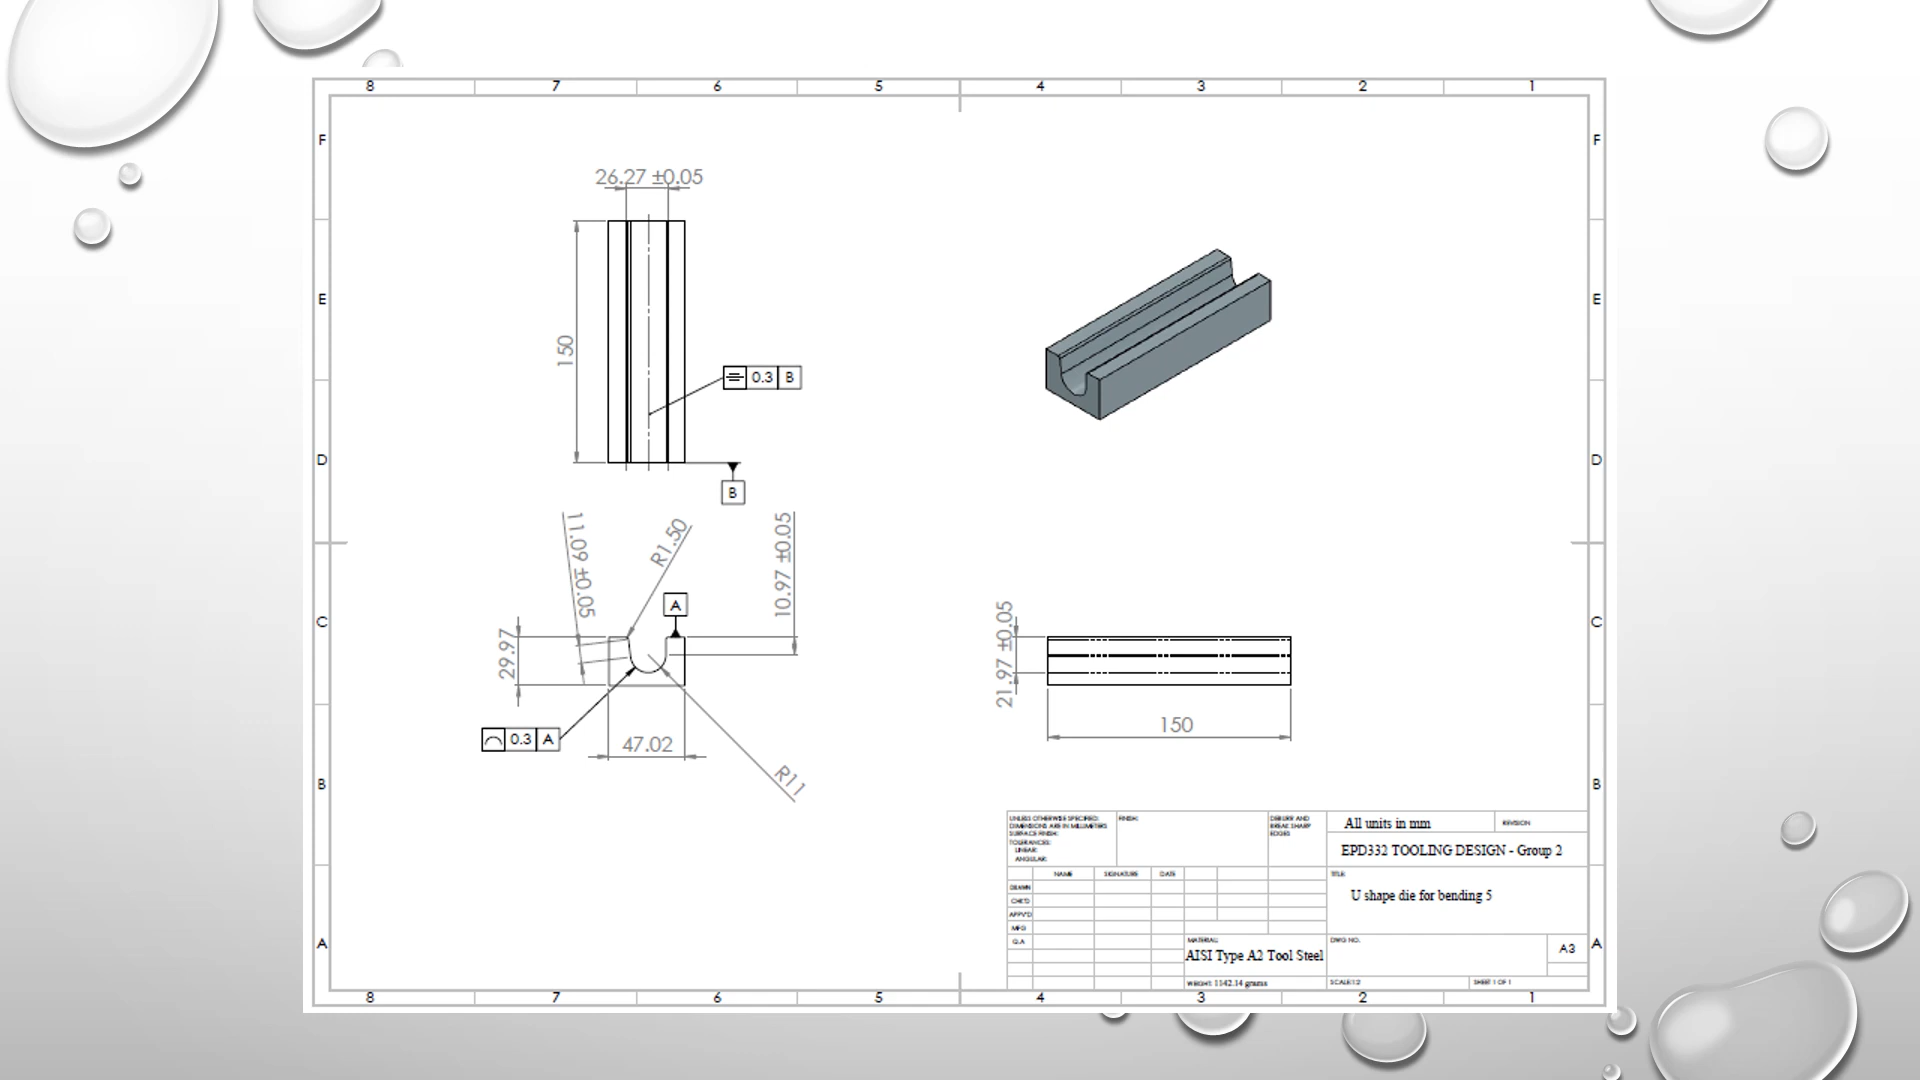 8 7 6 5 4 3 2 1
F F
26.27 ±0.05
E E
150
0.3 B
D D
B
11.09 ±0.05
R1.50
10.97 ±0.05
A
C C
29.97
21.97 ±0.05
0.3 A
47.02
150
R11
B B
UNLESS OTHERWISE SPECIFIED:
DIMENSIONS ARE IN MILLIMETERS
SURFACE FINISH:
TOLERANCES:
LINEAR:
ANGULAR:
FINISH:
DEBURR AND
BREAK SHARP
EDGES
All units in mm
REVISION
EPD332 TOOLING DESIGN - Group 2
NAME SIGNATURE DATE
TITLE:
U shape die for bending 5
DRAWN
CHK'D
APPV'D
MFG
Q.A
MATERIAL:
AISI Type A2 Tool Steel
DWG NO.
A3
A A
WEIGHT: 1142.14 grams
SCALE:1:2
SHEET 1 OF 1
8 7 6 5 4 3 2 1